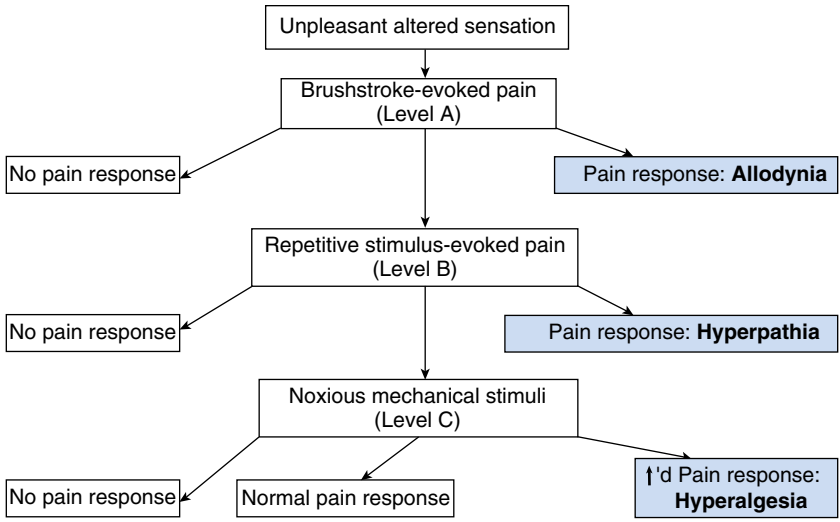 Unpleasant altered sensation
Brushstroke-evoked pain
(Level A)
No pain response
Pain response: Allodynia
Repetitive stimulus-evoked pain
(Level B)
No pain response
Pain response: Hyperpathia
Noxious mechanical stimuli
(Level C)
No pain response
Normal pain response
↑'d Pain response:
Hyperalgesia